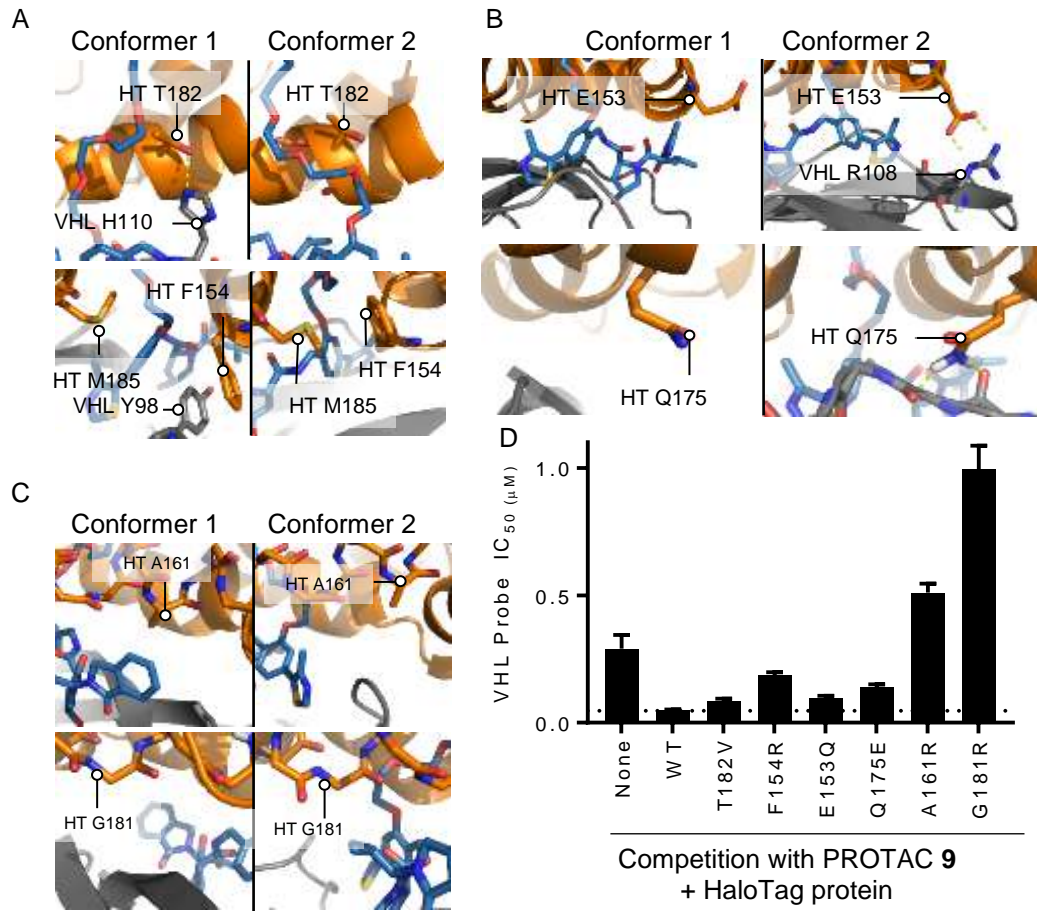 A
Conformer 1
Conformer 2
HT T182
HT T182
VHL H110
HT F154
HT M185
VHL Y98
HT F154
HT M185
B
Conformer 1
Conformer 2
HT E153
HT E153
VHL R108
HT Q175
HT Q175
C
Conformer 1
Conformer 2
HT A161
HT A161
HT G181
HT G181
D
VHL Probe IC50 (μM)
1.0
0.5
0.0
None
WT
T182V
F154R
E153Q
Q175E
A161R
G181R
Competition with PROTAC 9
+ HaloTag protein